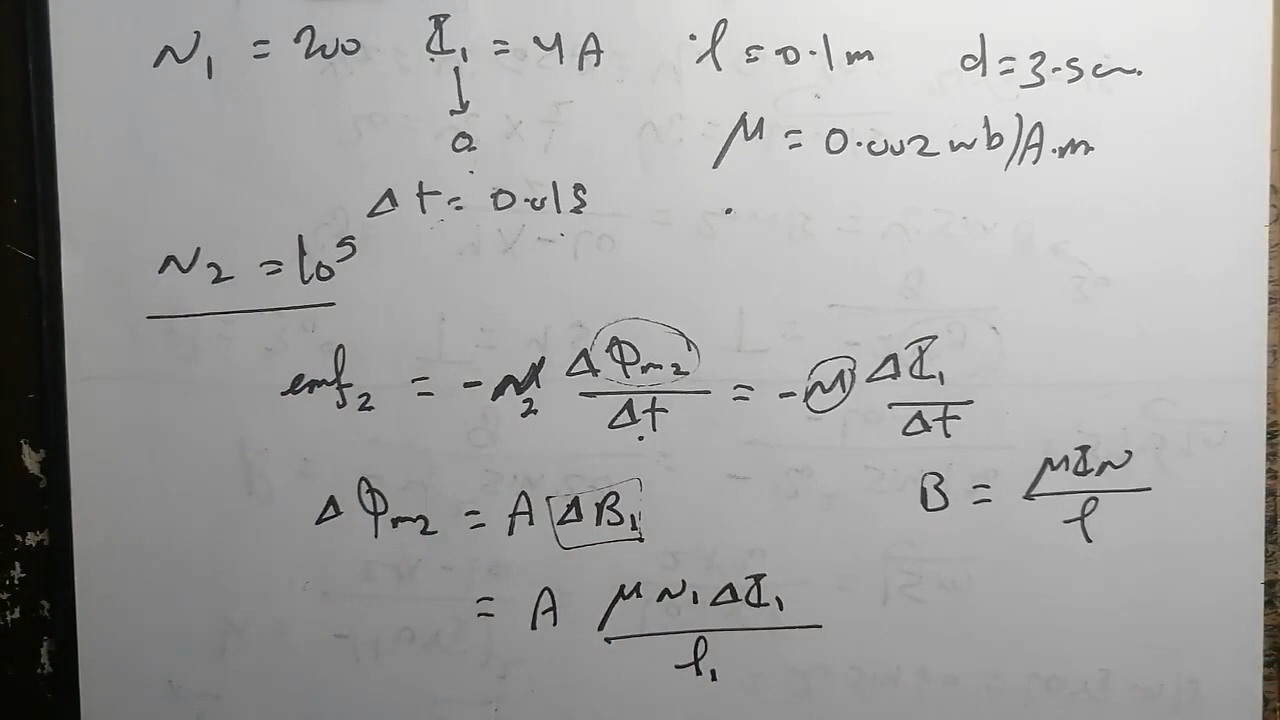 N₁ = 200 I₁ = 4A l = 0.1m d = 3.5cm
↓
0
μ = 0.002 wb/A.m
Δt = 0.01s
N₂ = 10⁵
emf₂ = -N₂ Δφm₂/Δt = -M ΔI₁/Δt
B = μIN/l
Δφm₂ = A ΔB₁
= A μN₁ΔI₁/l₁